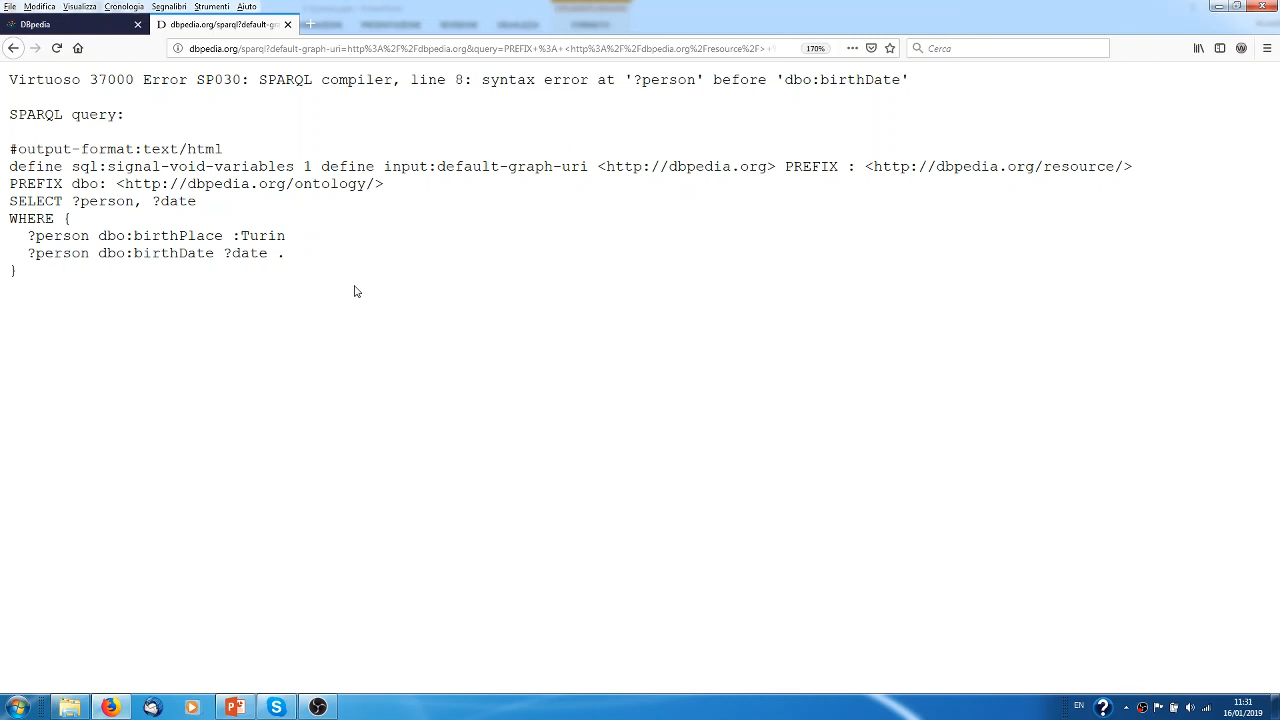 File Modifica Visualizza Cronologia Segnalibri Strumenti Aiuto
DBpedia
dbpedia.org/sparql?default-gr
dbpedia.org/sparql?default-graph-uri=http%3A%2F%2Fdbpedia.org&query=PREFIX+%3A+<http%3A%2F%2Fdbpedia.org%2Fresource%2F>
170%
Cerca
Virtuoso 37000 Error SP030: SPARQL compiler, line 8: syntax error at '?person' before 'dbo:birthDate'
SPARQL query:
#output-format:text/html
define sql:signal-void-variables 1 define input:default-graph-uri <http://dbpedia.org> PREFIX : <http://dbpedia.org/resource/>
PREFIX dbo: <http://dbpedia.org/ontology/>
SELECT ?person, ?date
WHERE {
?person dbo:birthPlace :Turin
?person dbo:birthDate ?date .
}
EN
11:31
16/01/2019